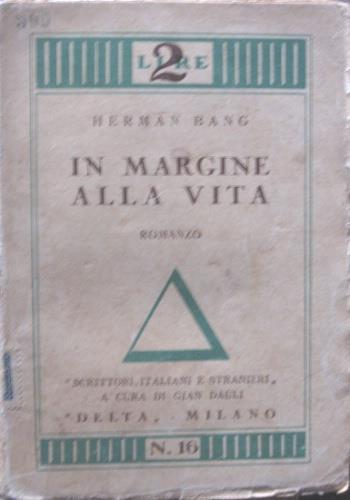 2
LIRE
HERMAN BANG
IN MARGINE
ALLA VITA
ROMANZO
"SCRITTORI ITALIANI E STRANIERI„
A CURA DI GIAN DAULI
"DELTA„ - MILANO
N. 16